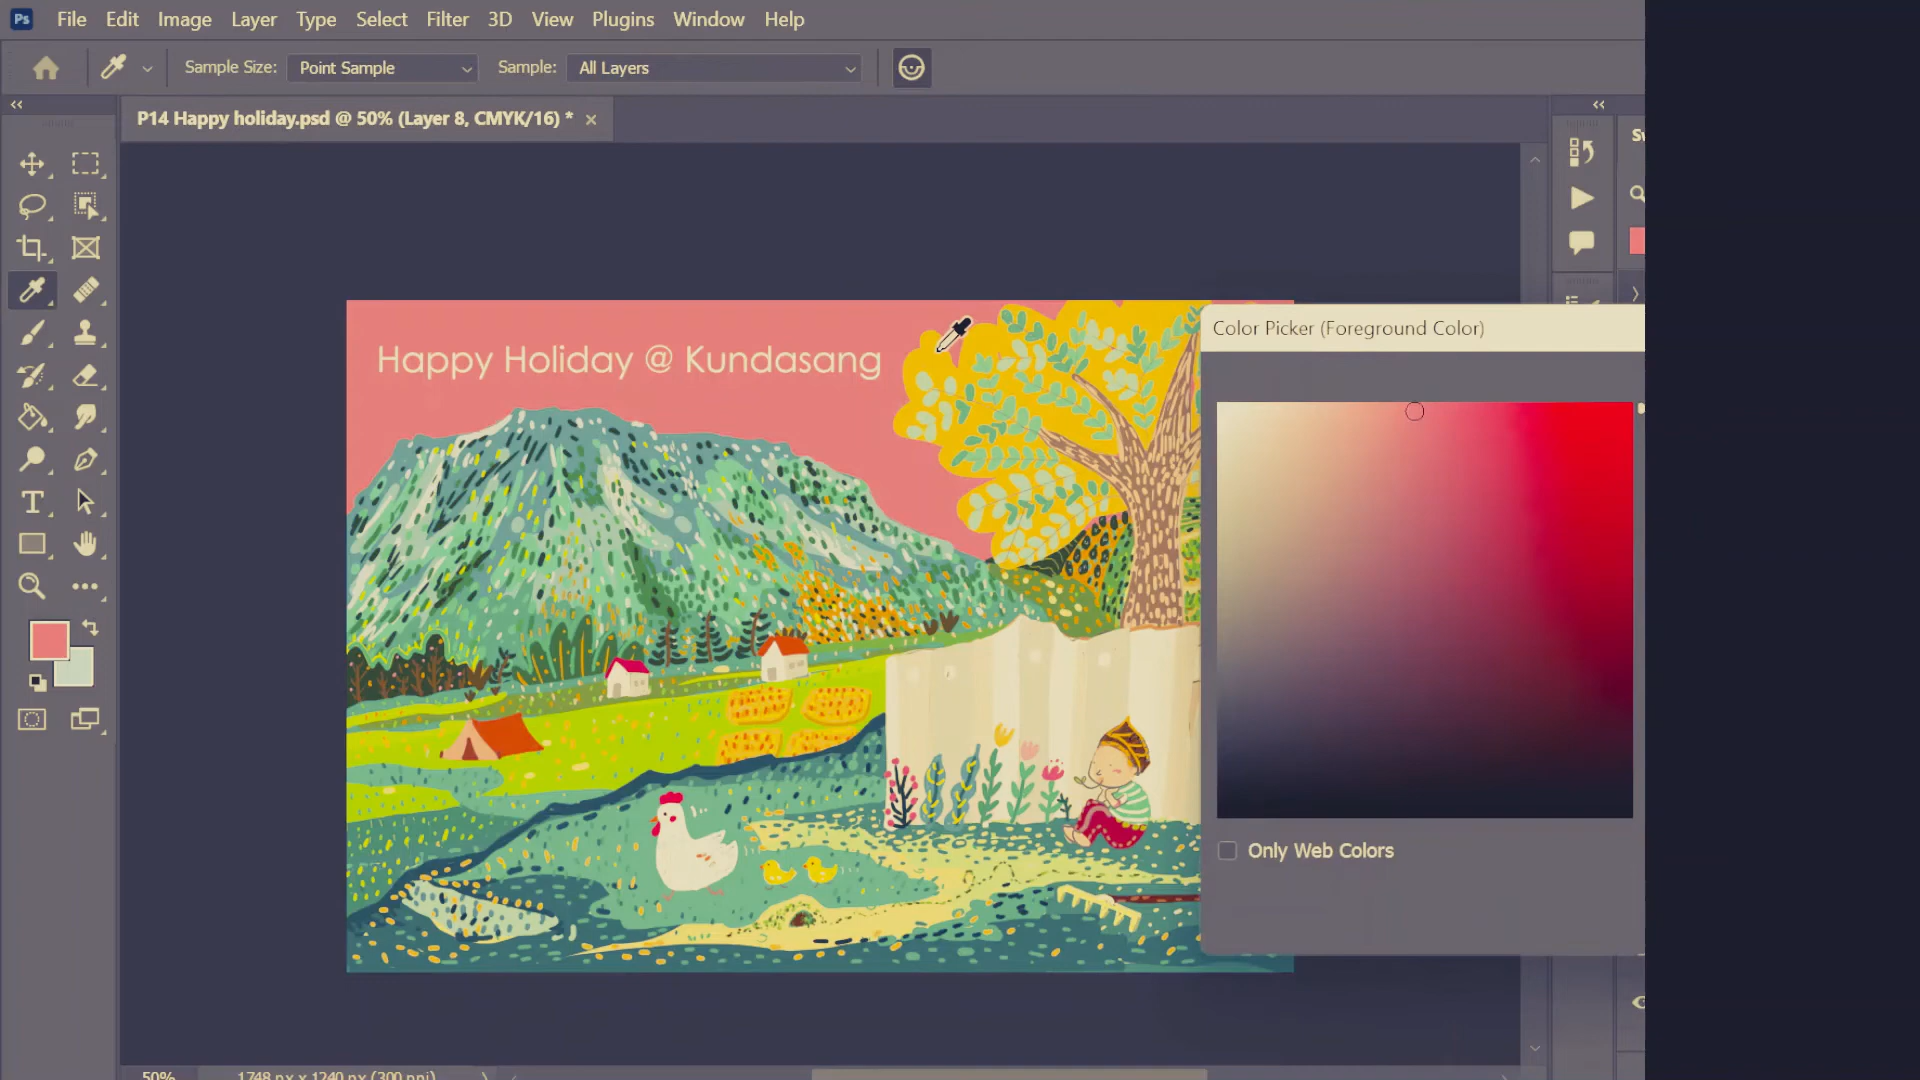 Ps File Edit Image Layer Type Select Filter 3D View Plugins Window Help
Sample Size: Point Sample Sample: All Layers
P14 Happy holiday.psd @ 50% (Layer 8, CMYK/16) *
Happy Holiday @ Kundasang
Color Picker (Foreground Color)
Only Web Colors
50% 1748 px x 1240 px (300 ppi)